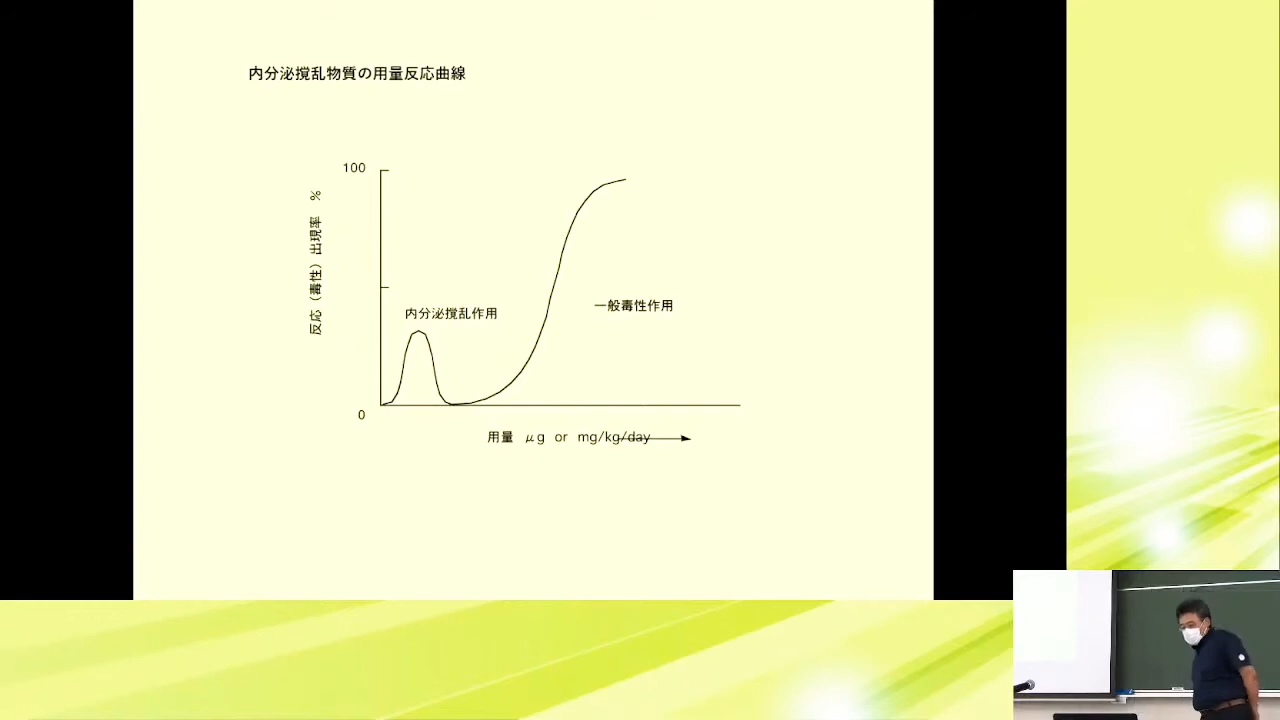 内分泌撹乱物質の用量反応曲線
100
反応（毒性）出現率 %
内分泌撹乱作用
一般毒性作用
0
用量 μg or mg/kg/day